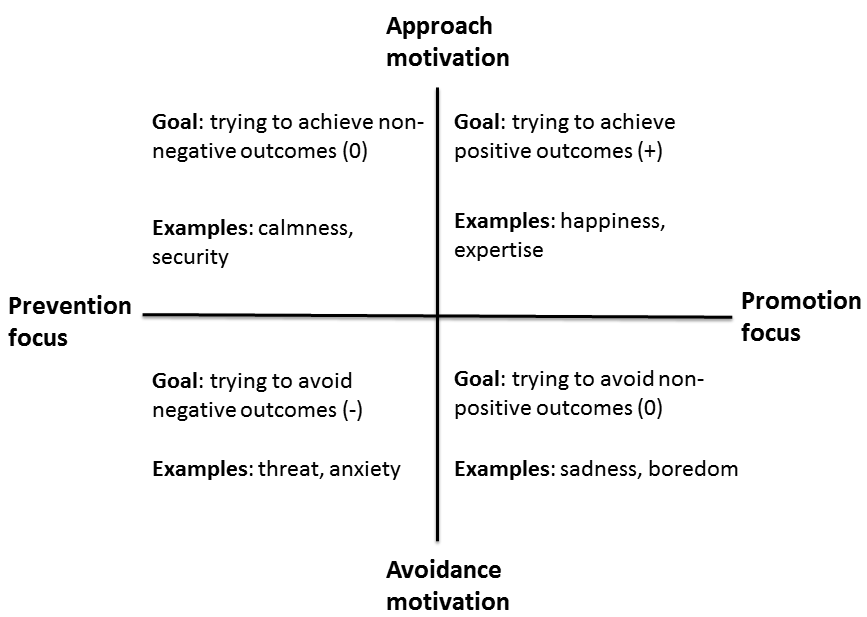 Approach
motivation
Goal: trying to achieve non-
negative outcomes (0)
Examples: calmness,
security
Goal: trying to achieve
positive outcomes (+)
Examples: happiness,
expertise
Prevention
focus
Promotion
focus
Goal: trying to avoid
negative outcomes (-)
Examples: threat, anxiety
Goal: trying to avoid non-
positive outcomes (0)
Examples: sadness, boredom
Avoidance
motivation